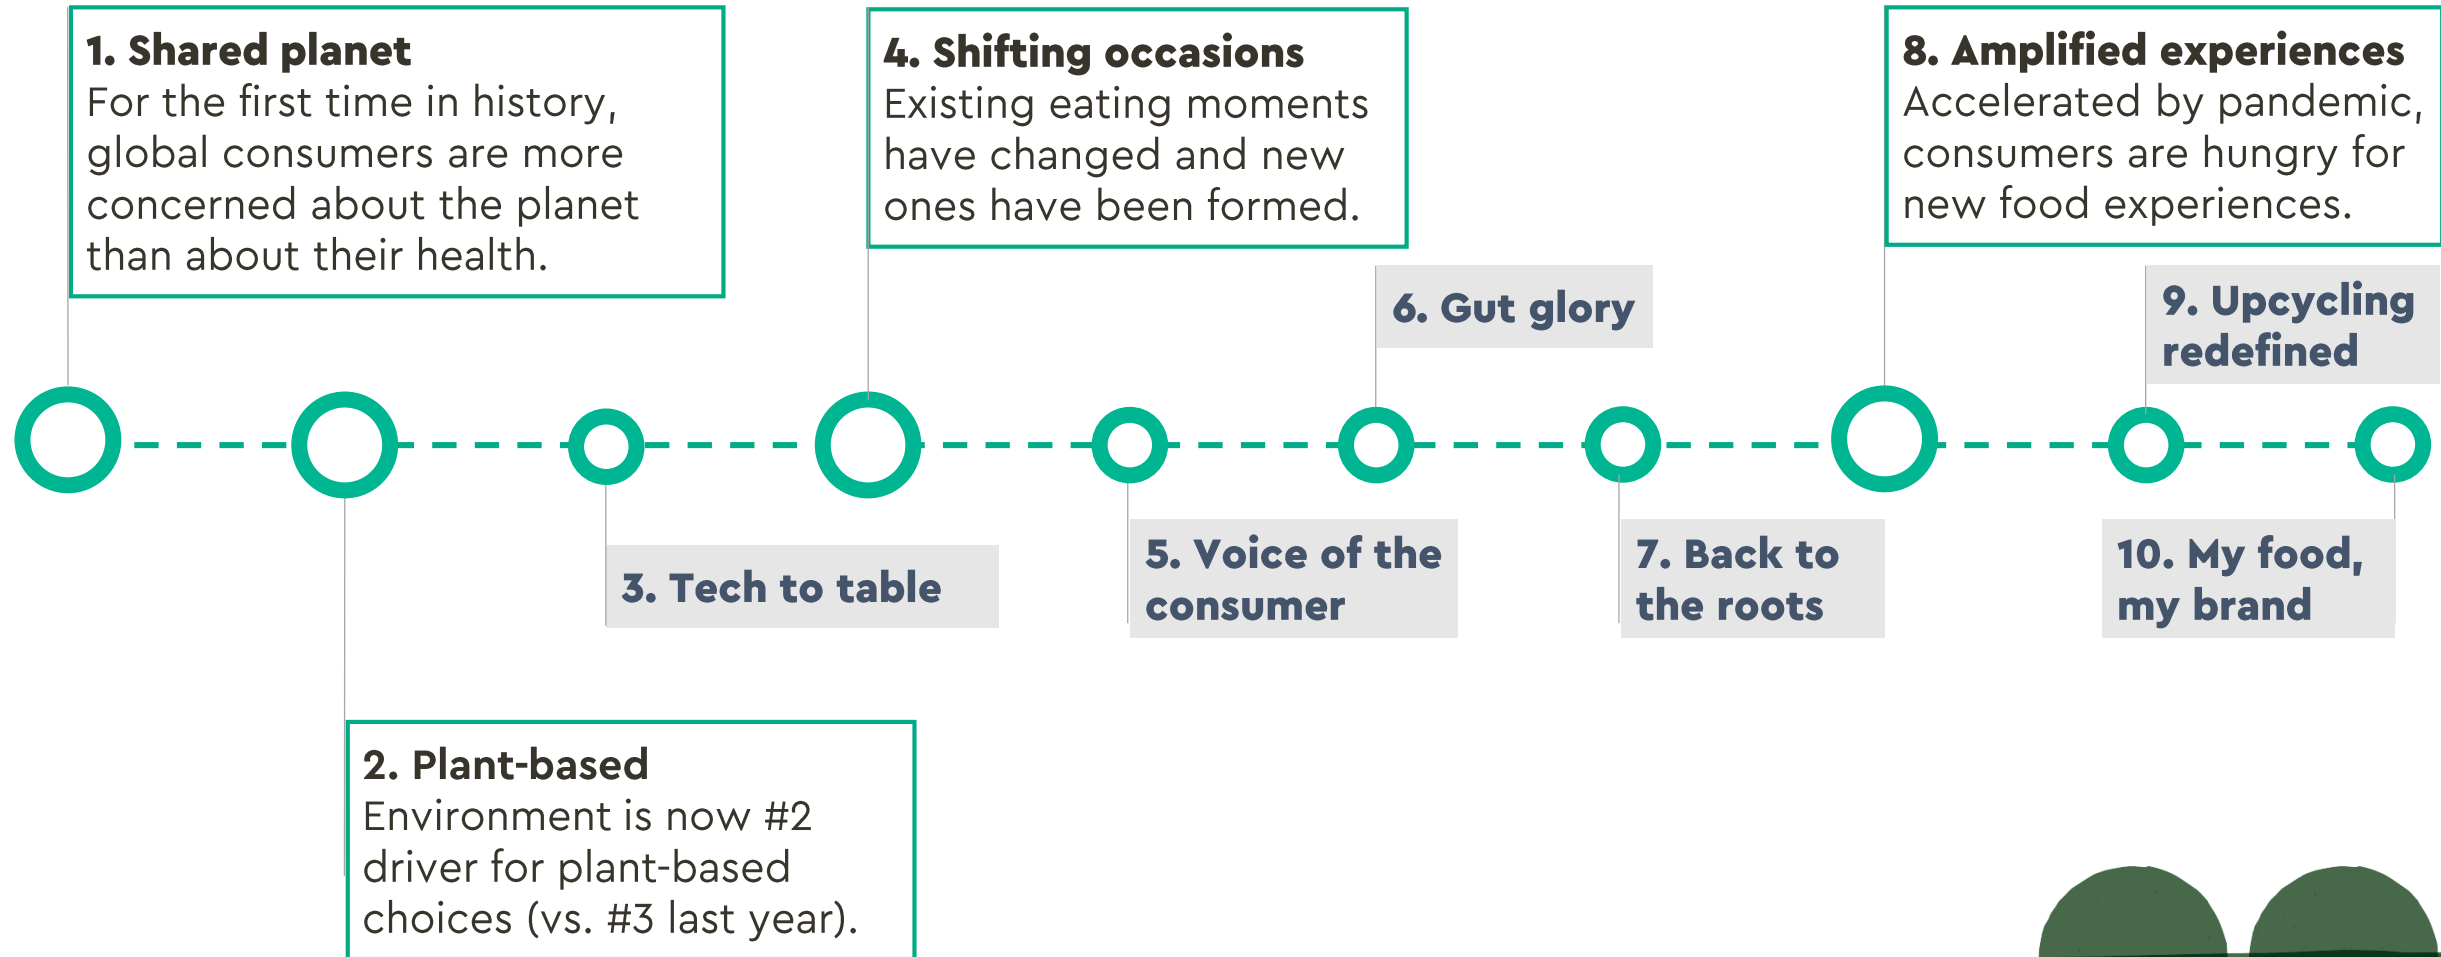 1. Shared planet
For the first time in history,
global consumers are more
concerned about the planet
than about their health.
2. Plant-based
Environment is now #2
driver for plant-based
choices (vs. #3 last year).
3. Tech to table
4. Shifting occasions
Existing eating moments
have changed and new
ones have been formed.
5. Voice of the
consumer
6. Gut glory
7. Back to
the roots
8. Amplified experiences
Accelerated by pandemic,
consumers are hungry for
new food experiences.
9. Upcycling
redefined
10. My food,
my brand